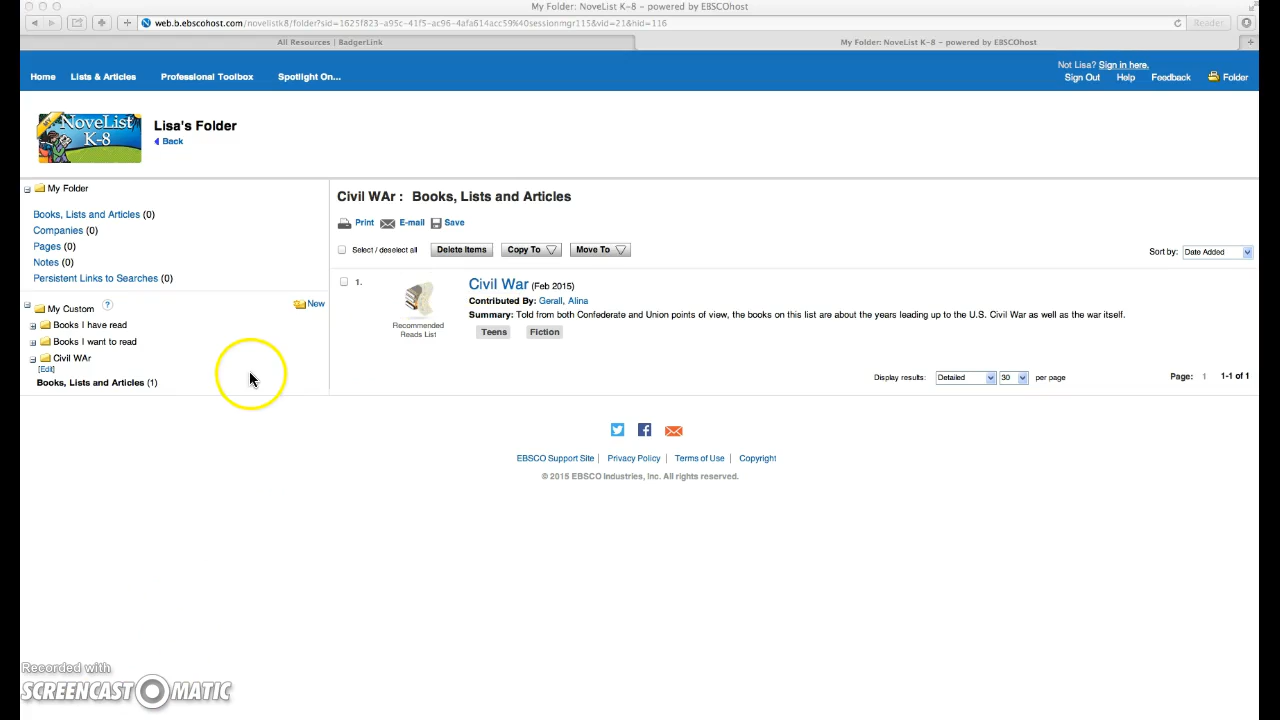 My Folder: NoveList K-8 - powered by EBSCOhost
web.b.ebscohost.com/novelistk8/folder?sid=1625f823-a95c-41f5-ac96-4afa614acc59%40sessionmgr115&vid=21&hid=116
Reader
All Resources | BadgerLink
My Folder: NoveList K-8 - powered by EBSCOhost
Not Lisa? Sign in here.
Home Lists & Articles Professional Toolbox Spotlight On... Sign Out Help Feedback Folder
MY NoveList K-8
Lisa's Folder
Back
My Folder
Books, Lists and Articles (0)
Companies (0)
Pages (0)
Notes (0)
Persistent Links to Searches (0)
My Custom ? New
Books I have read
Books I want to read
Civil WAr
[Edit]
Books, Lists and Articles (1)
Civil WAr : Books, Lists and Articles
Print E-mail Save
Select / deselect all Delete Items Copy To Move To Sort by: Date Added
1. Civil War (Feb 2015)
Contributed By: Gerall, Alina
Summary: Told from both Confederate and Union points of view, the books on this list are about the years leading up to the U.S. Civil War as well as the war itself.
Recommended
Reads List
Teens Fiction
Display results: Detailed 30 per page Page: 1 1-1 of 1
EBSCO Support Site | Privacy Policy | Terms of Use | Copyright
© 2015 EBSCO Industries, Inc. All rights reserved.
Recorded with
SCREENCAST-O-MATIC